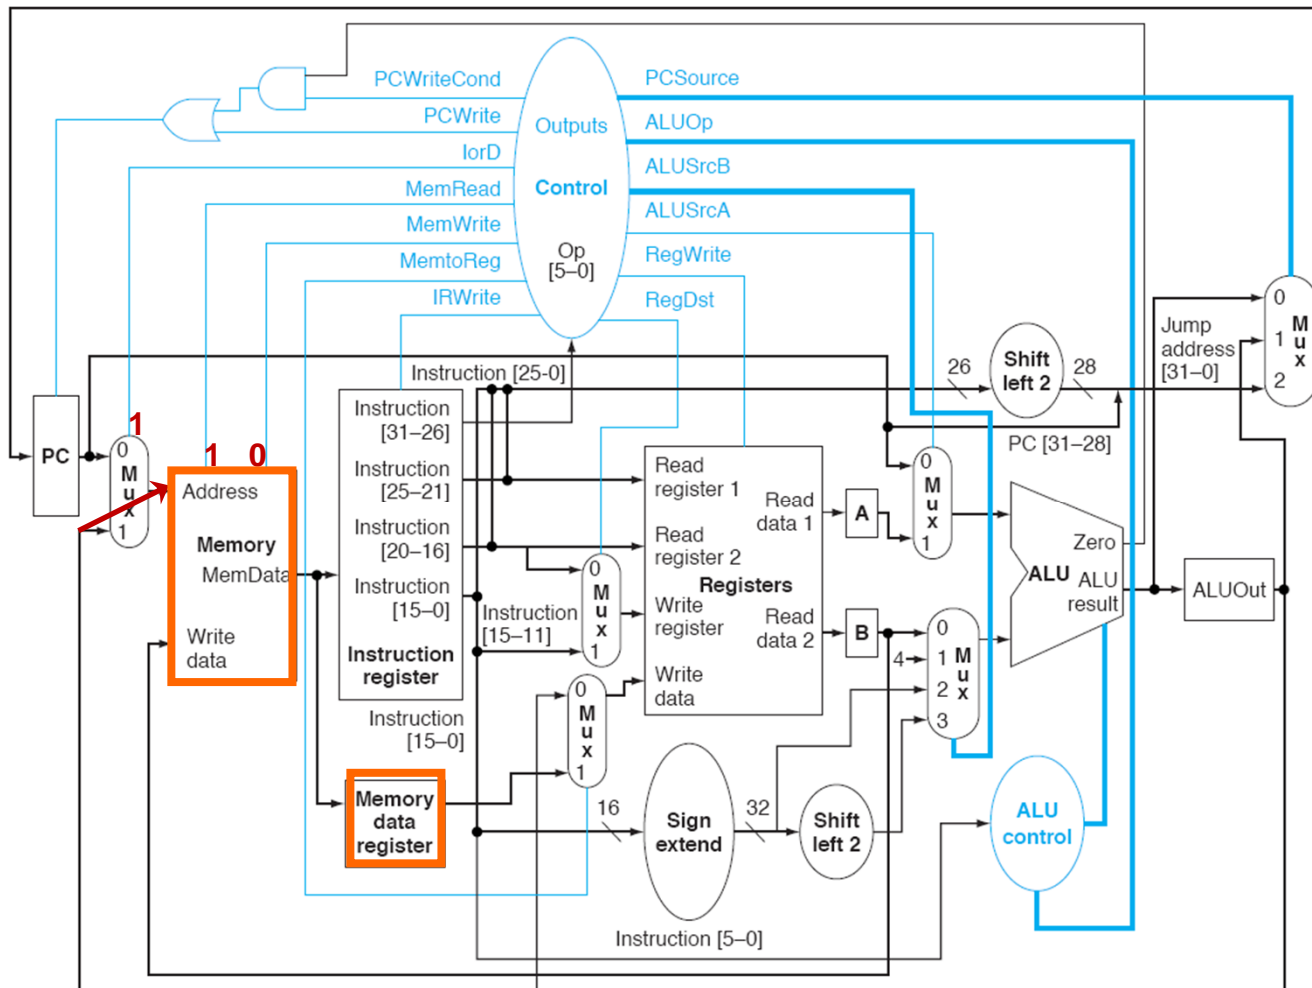 PCWriteCond
PCWrite
IorD
MemRead
MemWrite
MemtoReg
IRWrite
Outputs
Control
Op
[5–0]
PCSource
ALUOp
ALUSrcB
ALUSrcA
RegWrite
RegDst
Instruction [25-0]
26
Shift
left 2
28
Jump
address
[31–0]
0
1
2
M
u
x
PC [31–28]
PC
1
0
M
u
x
1
1
0
Address
Memory
MemData
Write
data
Instruction
[31–26]
Instruction
[25–21]
Instruction
[20–16]
Instruction
[15–0]
Instruction
register
Instruction
[15–11]
0
M
u
x
1
Read
register 1
Read
register 2
Registers
Write
register
Write
data
Read
data 1
Read
data 2
A
B
0
M
u
x
1
4
0
1
2
3
M
u
x
Zero
ALU
ALU
result
ALUOut
Instruction
[15–0]
0
M
u
x
1
Memory
data
register
16
Sign
extend
32
Shift
left 2
ALU
control
Instruction [5–0]